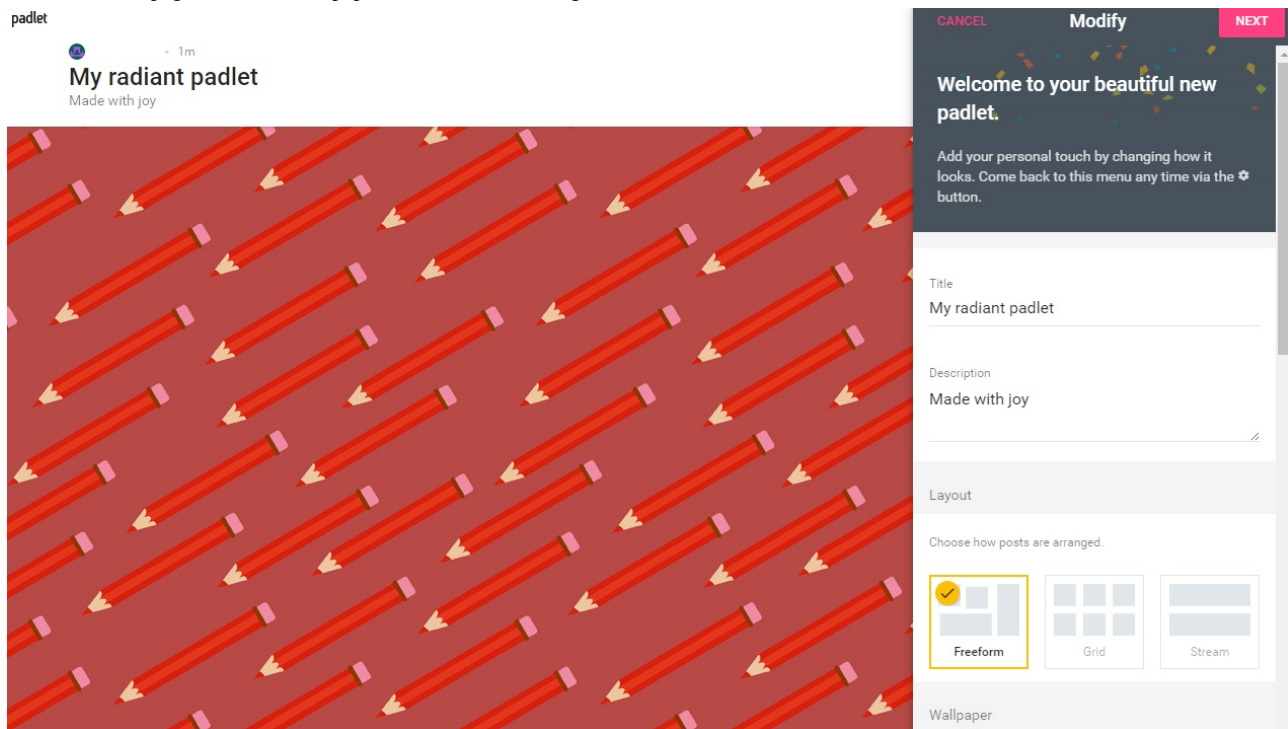 padlet
1m
My radiant padlet
Made with joy
CANCEL
Modify
NEXT
Welcome to your beautiful new
padlet.
Add your personal touch by changing how it
looks. Come back to this menu any time via the
button.
Title
My radiant padlet
Description
Made with joy
Layout
Choose how posts are arranged.
Freeform
Grid
Stream
Wallpaper